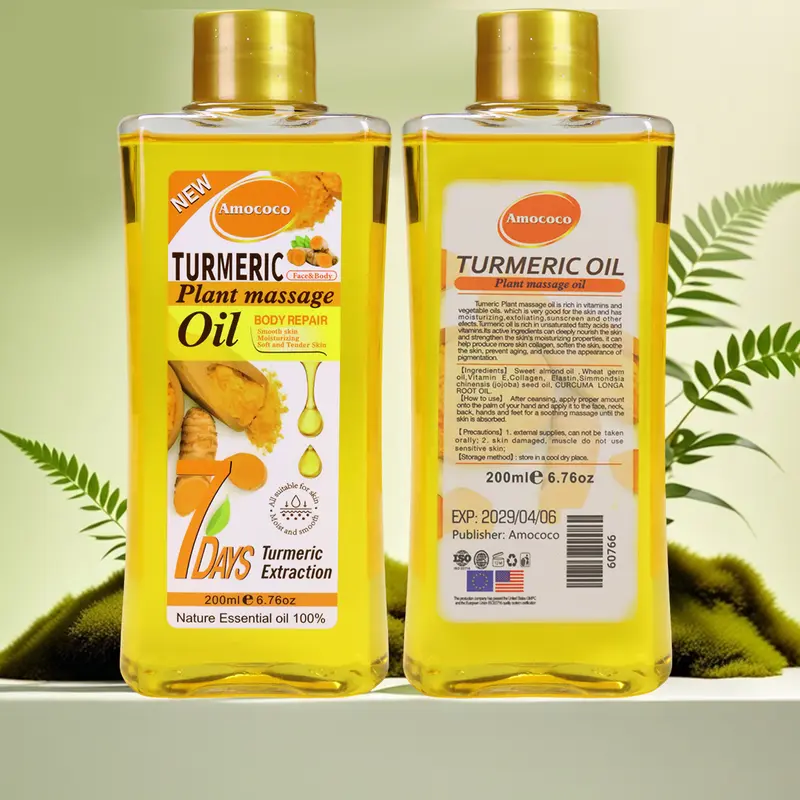 NEW
Amococo
TURMERIC
Face&Body
Plant massage
Oil
BODY REPAIR
Smooth skin
Moisturizing
Soft and Tender Skin
All suitable for skin
Moist and smooth
7
DAYS
Turmeric
Extraction
200ml e 6.76oz
Nature Essential oil 100%
Amococo
TURMERIC OIL
Plant massage oil
Turmeric Plant massage oil is rich in vitamins and
vegetable oils, which is very good for the skin and has
moisturizing,exfoliating,sunscreen and other
effects.Turmeric oil is rich in unsaturated fatty acids and
vitamins.Its active ingredients can deeply nourish the skin
and strengthen the skin's moisturizing properties, it can
help produce more skin collagen, soften the skin, soothe
the skin, prevent aging, and reduce the appearance of
pigmentation.
【Ingredients】 Sweet almond oil ,Wheat germ
oil,Vitamin E,Collagen, Elastin,Simmondsia
chinensis (jojoba) seed oil, CURCUMA LONGA
ROOT OIL.
【How to use】 After cleansing, apply proper amount
onto the palm of your hand and apply it to the face, neck,
back, hands and feet for a soothing massage until the
skin is absorbed.
【Precautions】1. external supplies, can not be taken
orally; 2. skin damaged, muscle do not use
sensitive skin;
【Storage method】: store in a cool dry place.
200ml e 6.76oz
EXP: 2029/04/06
Publisher: Amococo
60766
ISO